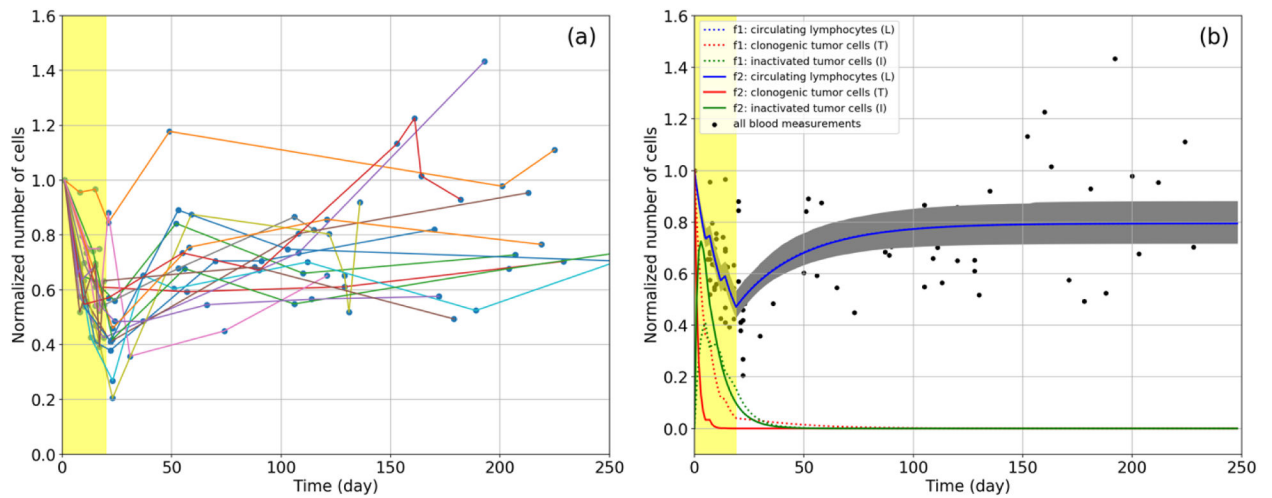 (a)
Normalized number of cells
1.6
1.4
1.2
1.0
0.8
0.6
0.4
0.2
0.0
0
50
100
150
200
250
Time (day)
(b)
Normalized number of cells
1.6
1.4
1.2
1.0
0.8
0.6
0.4
0.2
0.0
f1: circulating lymphocytes (L)
f1: clonogenic tumor cells (T)
f1: inactivated tumor cells (I)
f2: circulating lymphocytes (L)
f2: clonogenic tumor cells (T)
f2: inactivated tumor cells (I)
all blood measurements
0
50
100
150
200
250
Time (day)